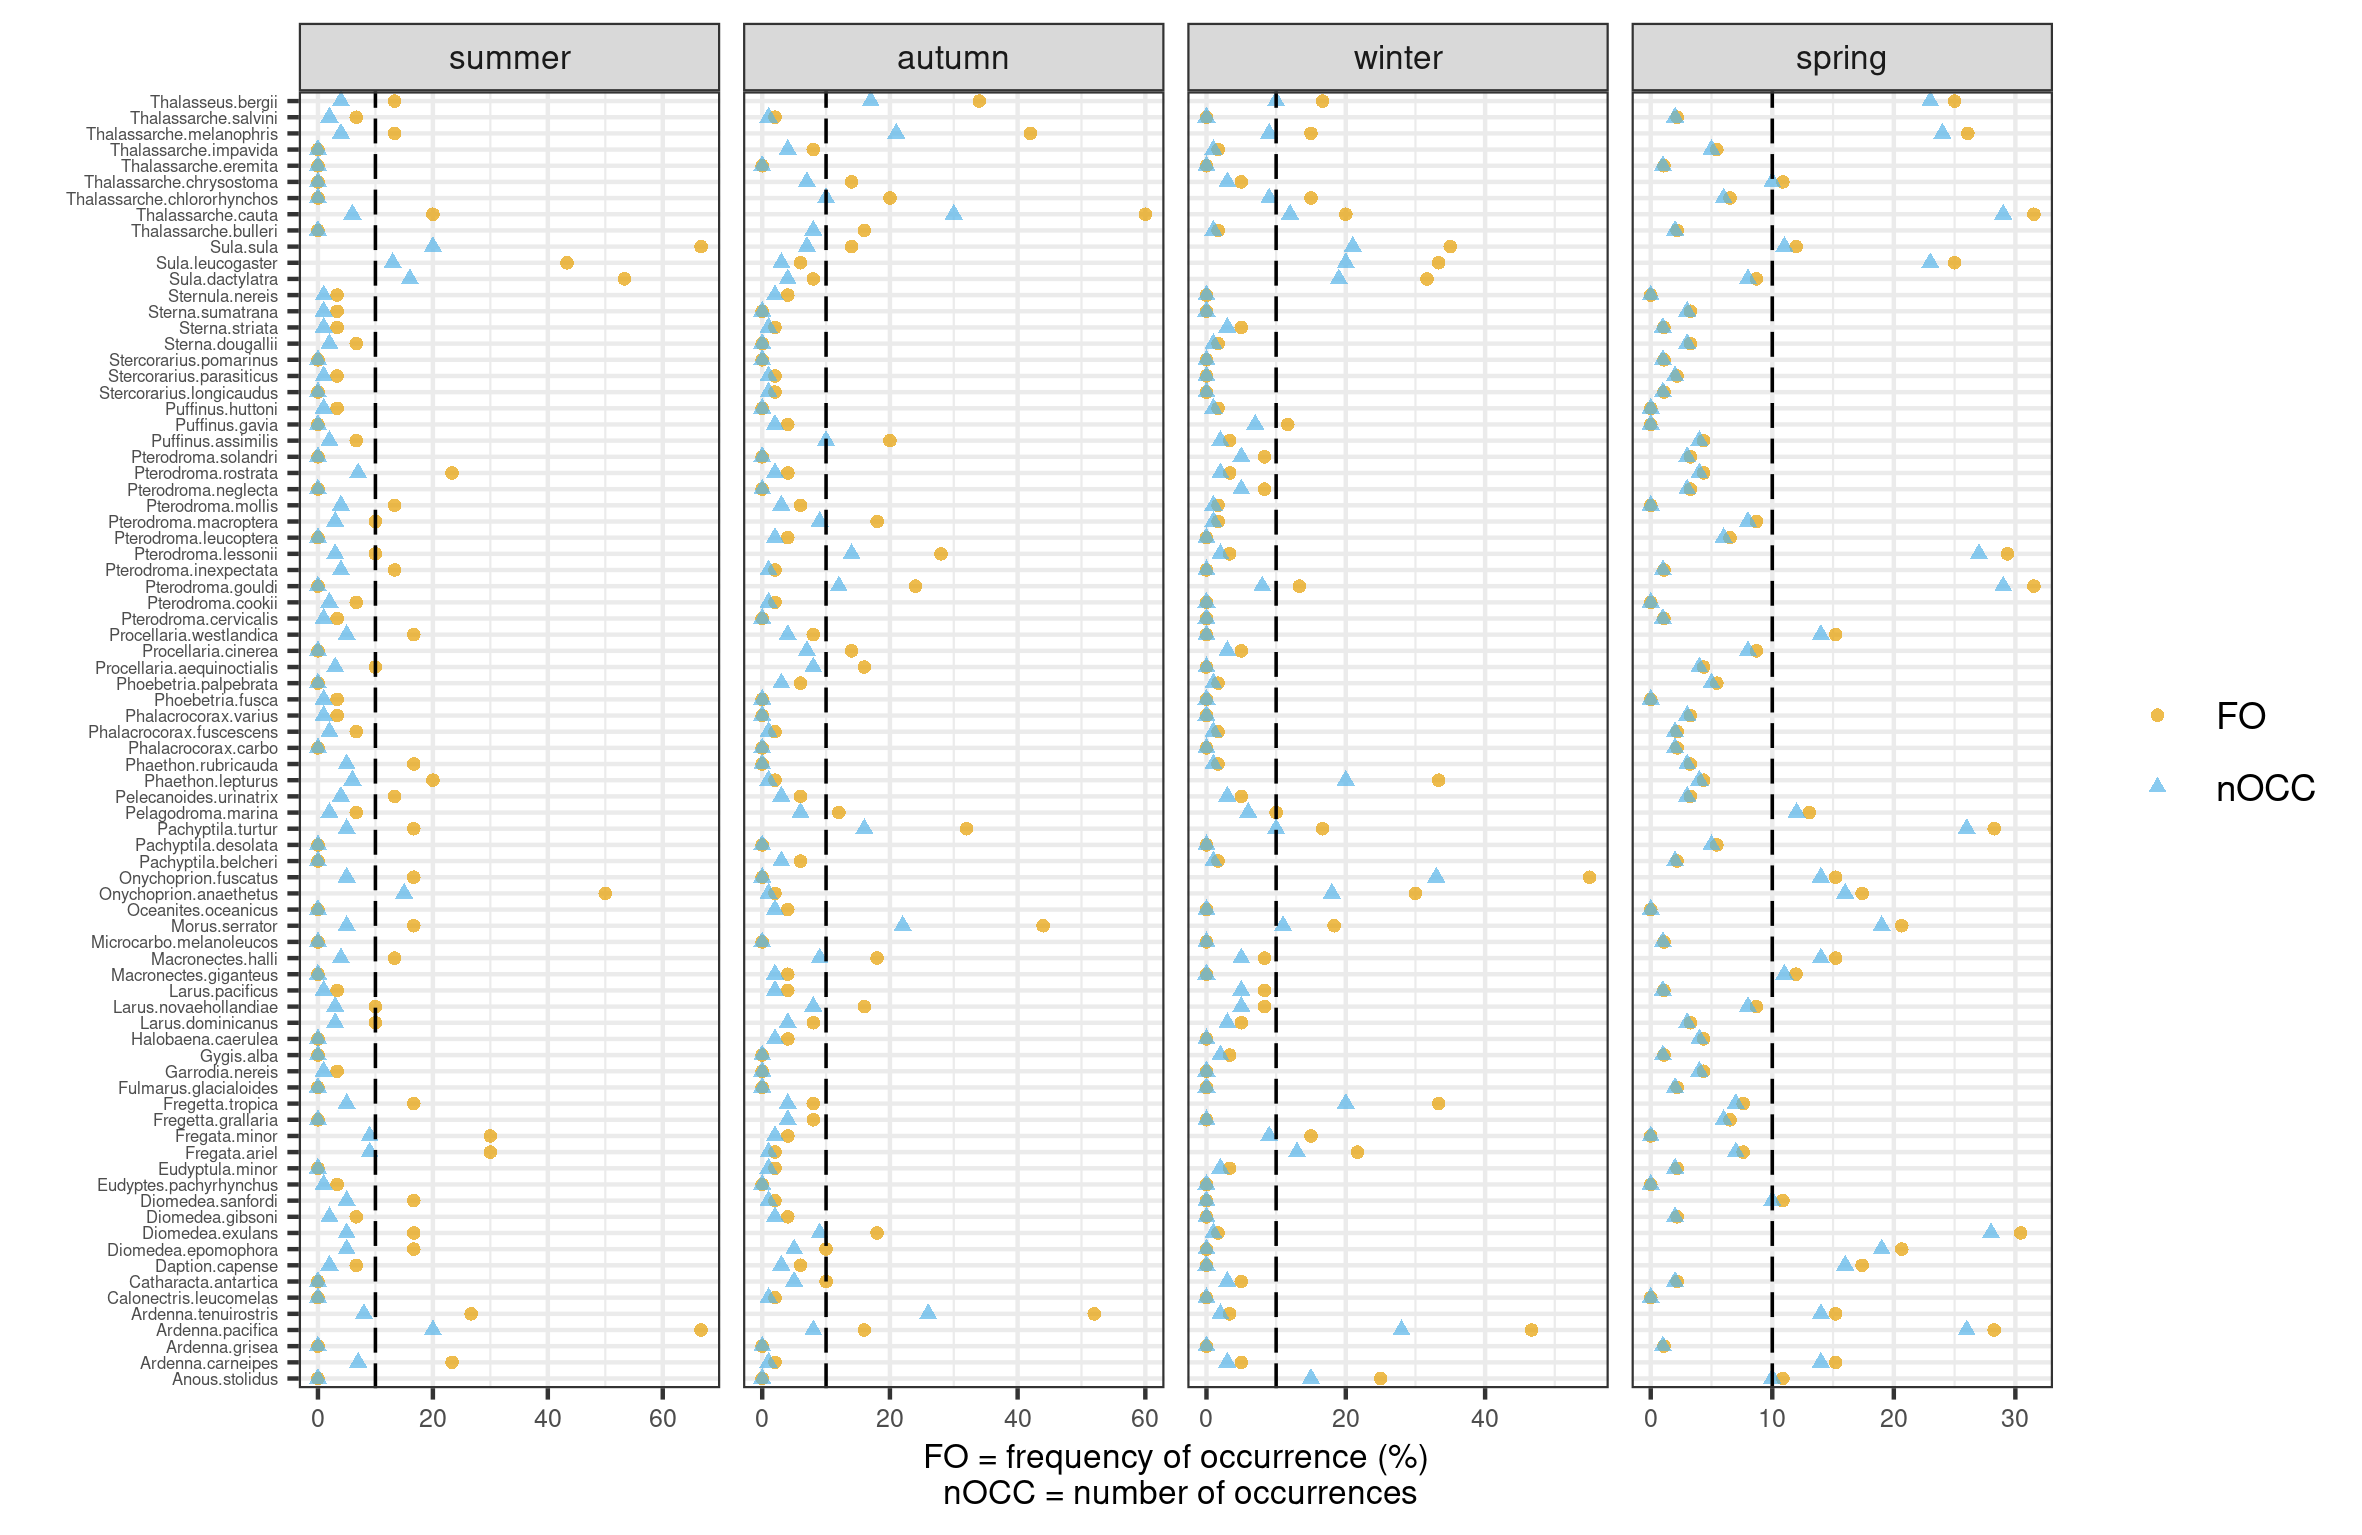 summer autumn winter spring
Thalasseus.bergii
Thalassarche.salvini
Thalassarche.melanophris
Thalassarche.impavida
Thalassarche.eremita
Thalassarche.chrysostoma
Thalassarche.chlororhynchos
Thalassarche.cauta
Thalassarche.bulleri
Sula.sula
Sula.leucogaster
Sula.dactylatra
Sternula.nereis
Sterna.sumatrana
Sterna.striata
Sterna.dougallii
Stercorarius.pomarinus
Stercorarius.parasiticus
Stercorarius.longicaudus
Puffinus.huttoni
Puffinus.gavia
Puffinus.assimilis
Pterodroma.solandri
Pterodroma.rostrata
Pterodroma.neglecta
Pterodroma.mollis
Pterodroma.macroptera
Pterodroma.leucoptera
Pterodroma.lessonii
Pterodroma.inexpectata
Pterodroma.gouldi
Pterodroma.cookii
Pterodroma.cervicalis
Procellaria.westlandica
Procellaria.cinerea
Procellaria.aequinoctialis
Phoebetria.palpebrata
Phoebetria.fusca
Phalacrocorax.varius
Phalacrocorax.fuscescens
Phalacrocorax.carbo
Phaethon.rubricauda
Phaethon.lepturus
Pelecanoides.urinatrix
Pelagodroma.marina
Pachyptila.turtur
Pachyptila.desolata
Pachyptila.belcheri
Onychoprion.fuscatus
Onychoprion.anaethetus
Oceanites.oceanicus
Morus.serrator
Microcarbo.melanoleucos
Macronectes.halli
Macronectes.giganteus
Larus.pacificus
Larus.novaehollandiae
Larus.dominicanus
Halobaena.caerulea
Gygis.alba
Garrodia.nereis
Fulmarus.glacialoides
Fregetta.tropica
Fregetta.grallaria
Fregata.minor
Fregata.ariel
Eudyptula.minor
Eudyptes.pachyrhynchus
Diomedea.sanfordi
Diomedea.gibsoni
Diomedea.exulans
Diomedea.epomophora
Daption.capense
Catharacta.antartica
Calonectris.leucomelas
Ardenna.tenuirostris
Ardenna.pacifica
Ardenna.grisea
Ardenna.carneipes
Anous.stolidus
0 20 40 60 0 20 40 60 0 20 40 0 10 20 30
FO = frequency of occurrence (%)
nOCC = number of occurrences
FO
nOCC